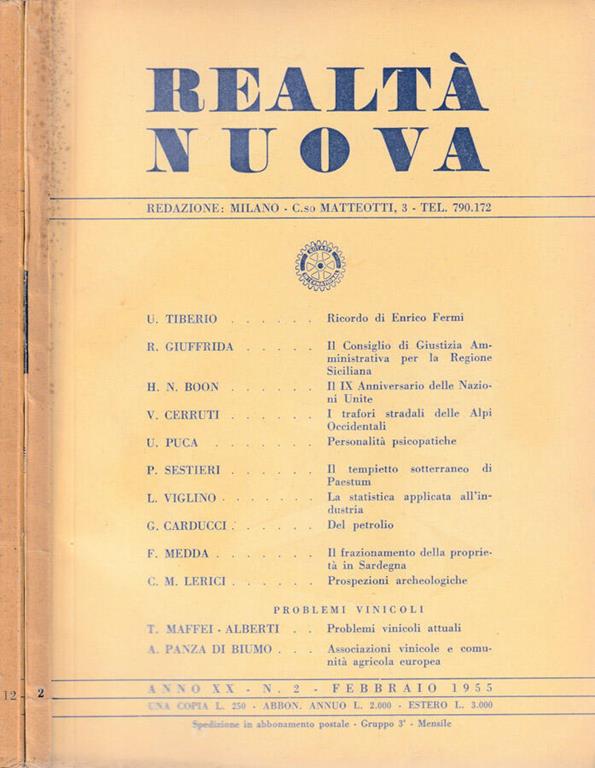 REALTÀ
NUOVA
REDAZIONE: MILANO - C.so MATTEOTTI, 3 - TEL. 790.172
ROTARY
INTERNATIONAL
U. TIBERIO . . . . . . Ricordo di Enrico Fermi
R. GIUFFRIDA . . . . . Il Consiglio di Giustizia Am-
ministrativa per la Regione
Siciliana
H. N. BOON . . . . . . Il IX Anniversario delle Nazio-
ni Unite
V. CERRUTI . . . . . . I trafori stradali delle Alpi
Occidentali
U. PUCA . . . . . . . Personalità psicopatiche
P. SESTIERI . . . . . . Il tempietto sotterraneo di
Paestum
L. VIGLINO . . . . . . . La statistica applicata all'in-
dustria
G. CARDUCCI . . . . . . Del petrolio
F. MEDDA . . . . . . . Il frazionamento della proprie-
tà in Sardegna
C. M. LERICI . . . . . . Prospezioni archeologiche
PROBLEMI VINICOLI
T. MAFFEI - ALBERTI . . Problemi vinicoli attuali
A. PANZA DI BIUMO . . . Associazioni vinicole e comu-
nità agricola europea
ANNO XX - N. 2 - FEBBRAIO 1955
UNA COPIA L. 250 - ABBON. ANNUO L. 2.000 - ESTERO L. 3.000
Spedizione in abbonamento postale - Gruppo 3° - Mensile
12
2